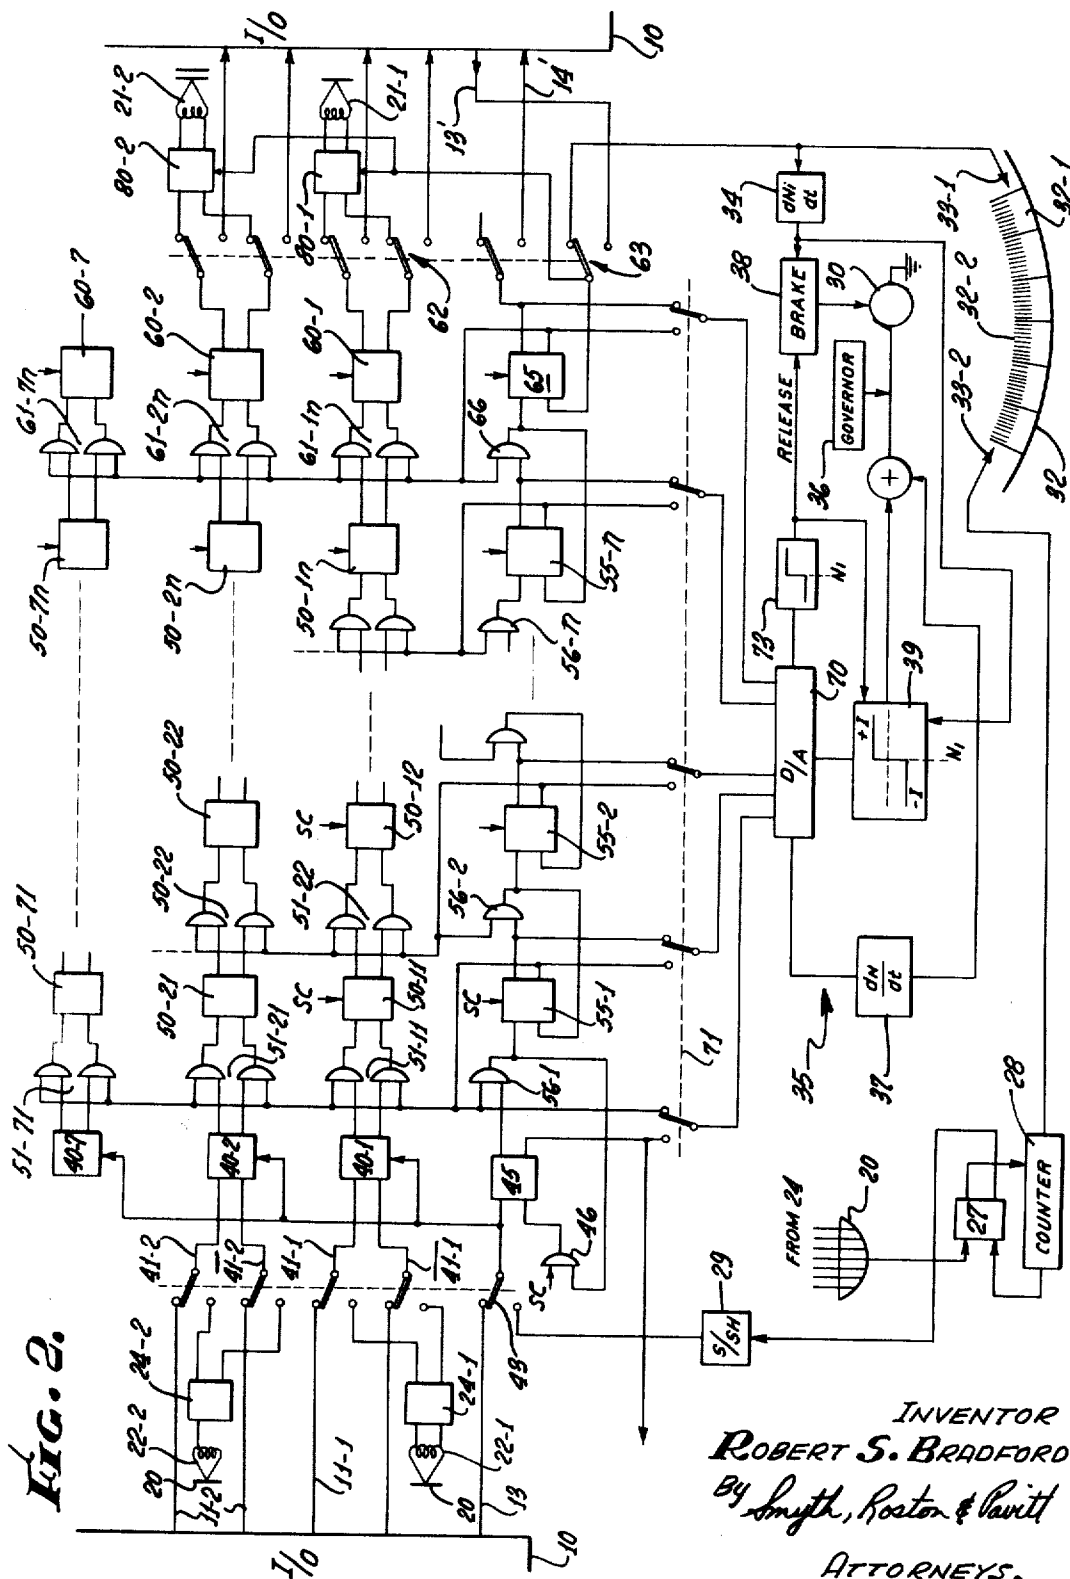 FIG. 2.
I/O
10
20
22-2
24-2
11-2
41-2
41-2
11-1
41-1
41-1
20
22-1
24-1
13
43
SC
46
45
40-1
40-2
40-7
51-71
51-21
51-11
56-1
50-71
50-21
SC
50-11
SC
55-1
50-22
51-22
56-2
50-22
SC
50-12
55-2
56-n
50-7n
50-2n
50-1n
55-n
61-7n
61-2n
61-1n
66
60-7
60-2
60-1
65
62
63
80-2
80-1
21-2
21-1
I/O
10
13'
14'
71
34
dNi
dt
38
BRAKE
30
RELEASE
36
GOVERNOR
+
73
N1
70
D/A
39
+I
-I
N1
35
37
dN
dt
33-1
32-1
32-2
33-2
32
28
COUNTER
27
FROM 24
20
29
S/SH
INVENTOR
ROBERT S. BRADFORD
By Smyth, Roston & Pavitt
ATTORNEYS.